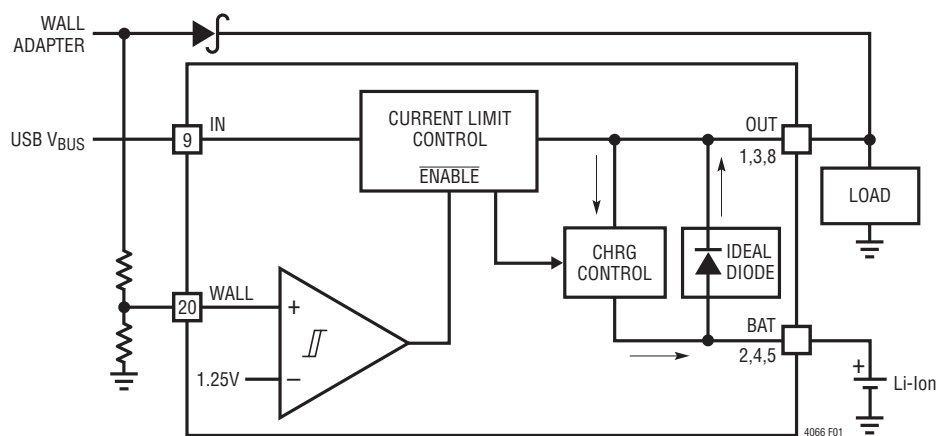 WALL
ADAPTER
USB VBUS
9
IN
CURRENT LIMIT
CONTROL
ENABLE
OUT
1,3,8
LOAD
CHRG
CONTROL
IDEAL
DIODE
20
WALL
+
−
1.25V
BAT
2,4,5
+
Li-Ion
4066 F01